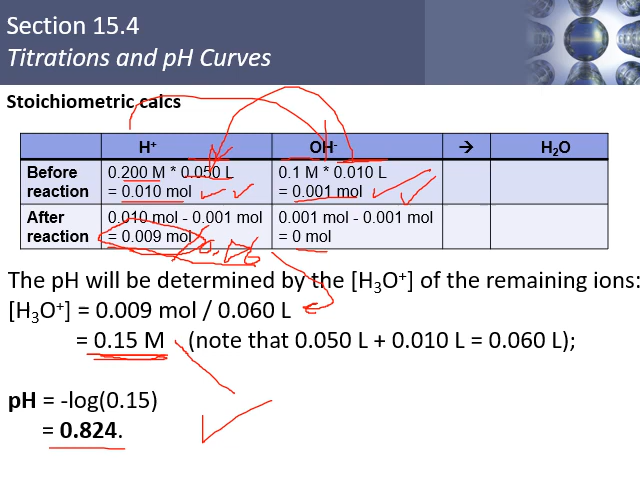 Section 15.4
Titrations and pH Curves
Stoichiometric calcs
H⁺ OH⁻ → H₂O
Before reaction
0.200 M * 0.050 L
= 0.010 mol
0.1 M * 0.010 L
= 0.001 mol
After reaction
0.010 mol - 0.001 mol
= 0.009 mol
0.001 mol - 0.001 mol
= 0 mol
The pH will be determined by the [H₃O⁺] of the remaining ions:
[H₃O⁺] = 0.009 mol / 0.060 L
= 0.15 M (note that 0.050 L + 0.010 L = 0.060 L);
pH = -log(0.15)
= 0.824.